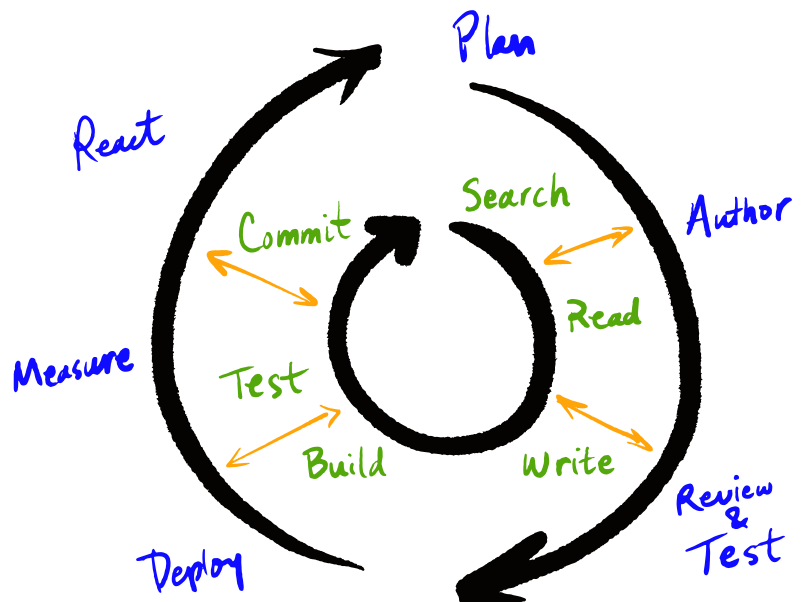 Plan
React
Search
Commit
Author
Read
Measure
Test
Build
Write
Review
&
Test
Deploy